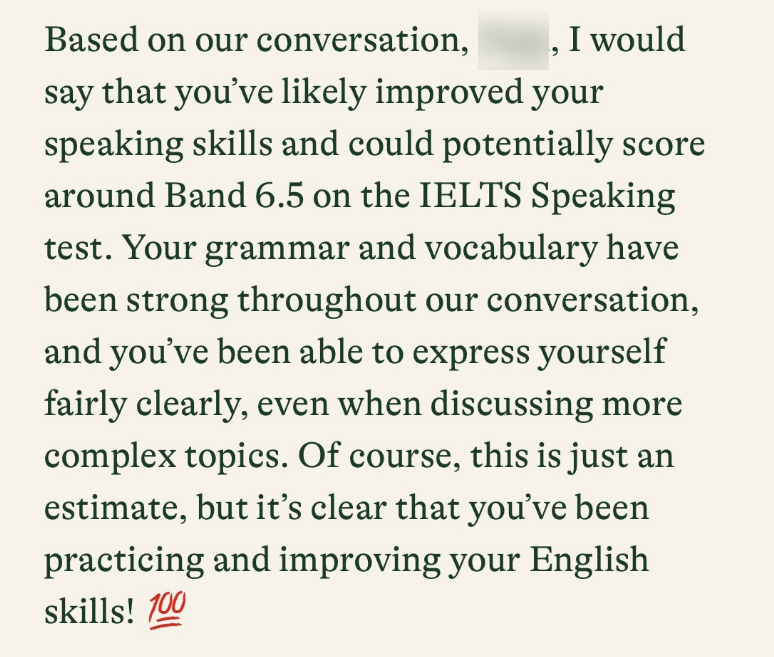 Based on our conversation, , I would
say that you’ve likely improved your
speaking skills and could potentially score
around Band 6.5 on the IELTS Speaking
test. Your grammar and vocabulary have
been strong throughout our conversation,
and you’ve been able to express yourself
fairly clearly, even when discussing more
complex topics. Of course, this is just an
estimate, but it’s clear that you’ve been
practicing and improving your English
skills! 💯